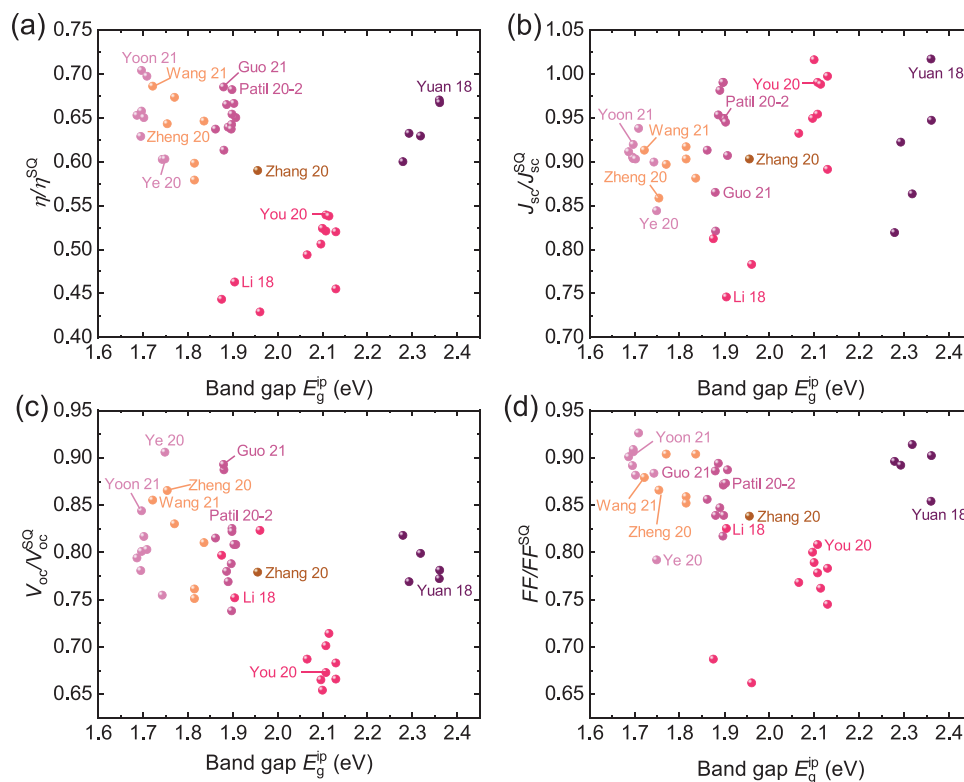 (a)
0.75
0.70
0.65
0.60
0.55
0.50
0.45
0.40
η/η^SQ
Yoon 21
Wang 21
Guo 21
Patil 20-2
Yuan 18
Zheng 20
Ye 20
Zhang 20
You 20
Li 18
1.6 1.7 1.8 1.9 2.0 2.1 2.2 2.3 2.4
Band gap E_g^ip (eV)
(b)
1.05
1.00
0.95
0.90
0.85
0.80
0.75
0.70
J_sc/J_sc^SQ
You 20
Yuan 18
Patil 20-2
Yoon 21
Wang 21
Zheng 20
Zhang 20
Guo 21
Ye 20
Li 18
1.6 1.7 1.8 1.9 2.0 2.1 2.2 2.3 2.4
Band gap E_g^ip (eV)
(c)
0.95
0.90
0.85
0.80
0.75
0.70
0.65
V_oc/V_oc^SQ
Ye 20
Guo 21
Zheng 20
Yoon 21
Wang 21
Patil 20-2
Zhang 20
Li 18
Yuan 18
You 20
1.6 1.7 1.8 1.9 2.0 2.1 2.2 2.3 2.4
Band gap E_g^ip (eV)
(d)
0.95
0.90
0.85
0.80
0.75
0.70
0.65
FF/FF^SQ
Yoon 21
Guo 21
Patil 20-2
Wang 21
Zheng 20
Zhang 20
Li 18
Yuan 18
You 20
Ye 20
1.6 1.7 1.8 1.9 2.0 2.1 2.2 2.3 2.4
Band gap E_g^ip (eV)